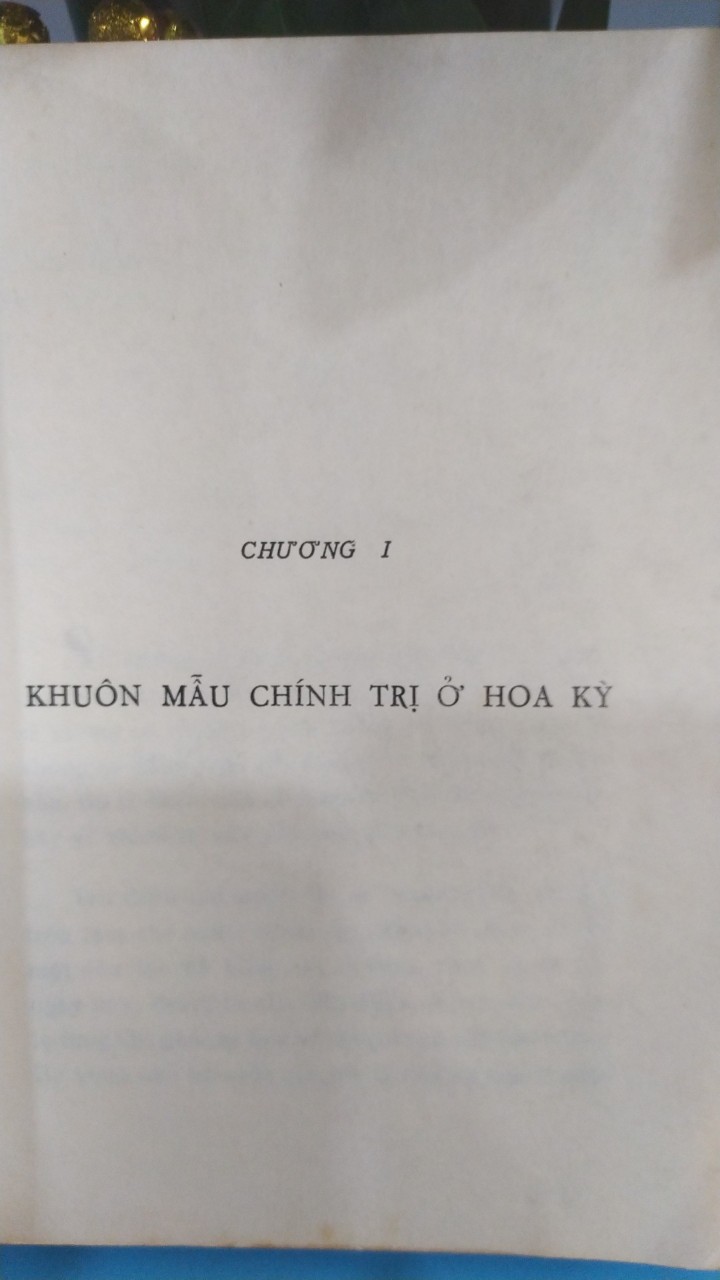 CHƯƠNG I
KHUÔN MẪU CHÍNH TRỊ Ở HOA KỲ